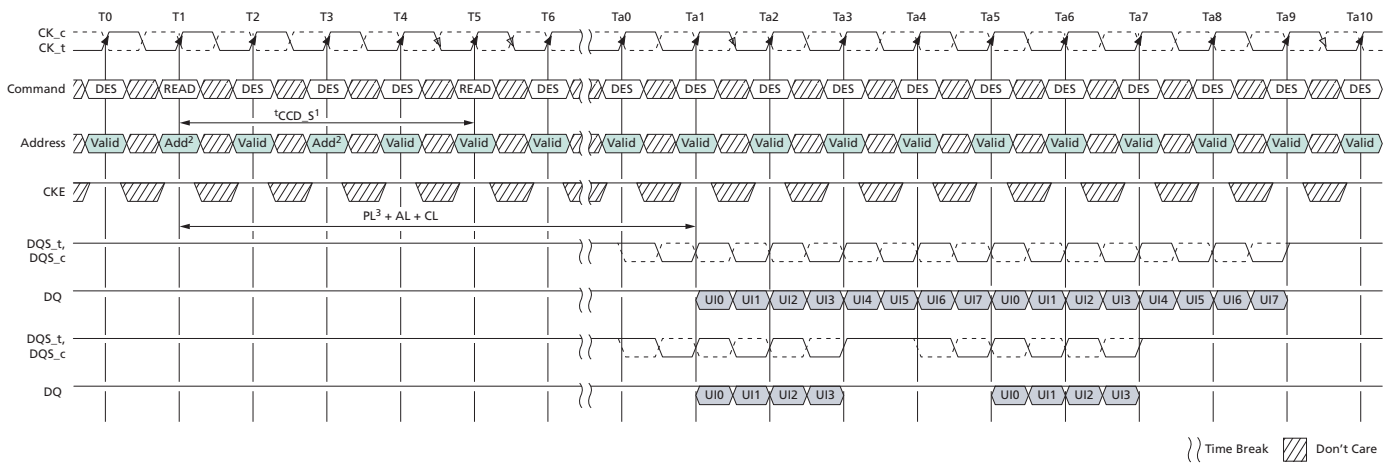 T0 T1 T2 T3 T4 T5 T6 Ta0 Ta1 Ta2 Ta3 Ta4 Ta5 Ta6 Ta7 Ta8 Ta9 Ta10
CK_c
CK_t
Command DES READ DES DES DES READ DES DES DES DES DES DES DES DES DES DES DES DES
tCCD_S1
Address Valid Add2 Valid Add2 Valid Valid Valid Valid Valid Valid Valid Valid Valid Valid Valid Valid Valid Valid
CKE
PL3 + AL + CL
DQS_t,
DQS_c
DQ UI0 UI1 UI2 UI3 UI4 UI5 UI6 UI7 UI0 UI1 UI2 UI3 UI4 UI5 UI6 UI7
DQS_t,
DQS_c
DQ UI0 UI1 UI2 UI3 UI0 UI1 UI2 UI3
Time Break Don't Care